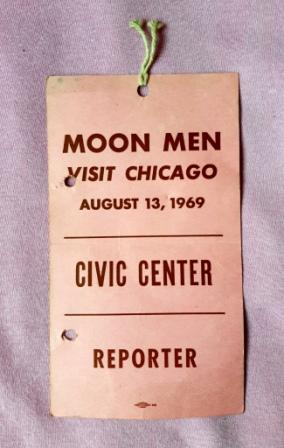 MOON MEN
VISIT CHICAGO
AUGUST 13, 1969
CIVIC CENTER
REPORTER